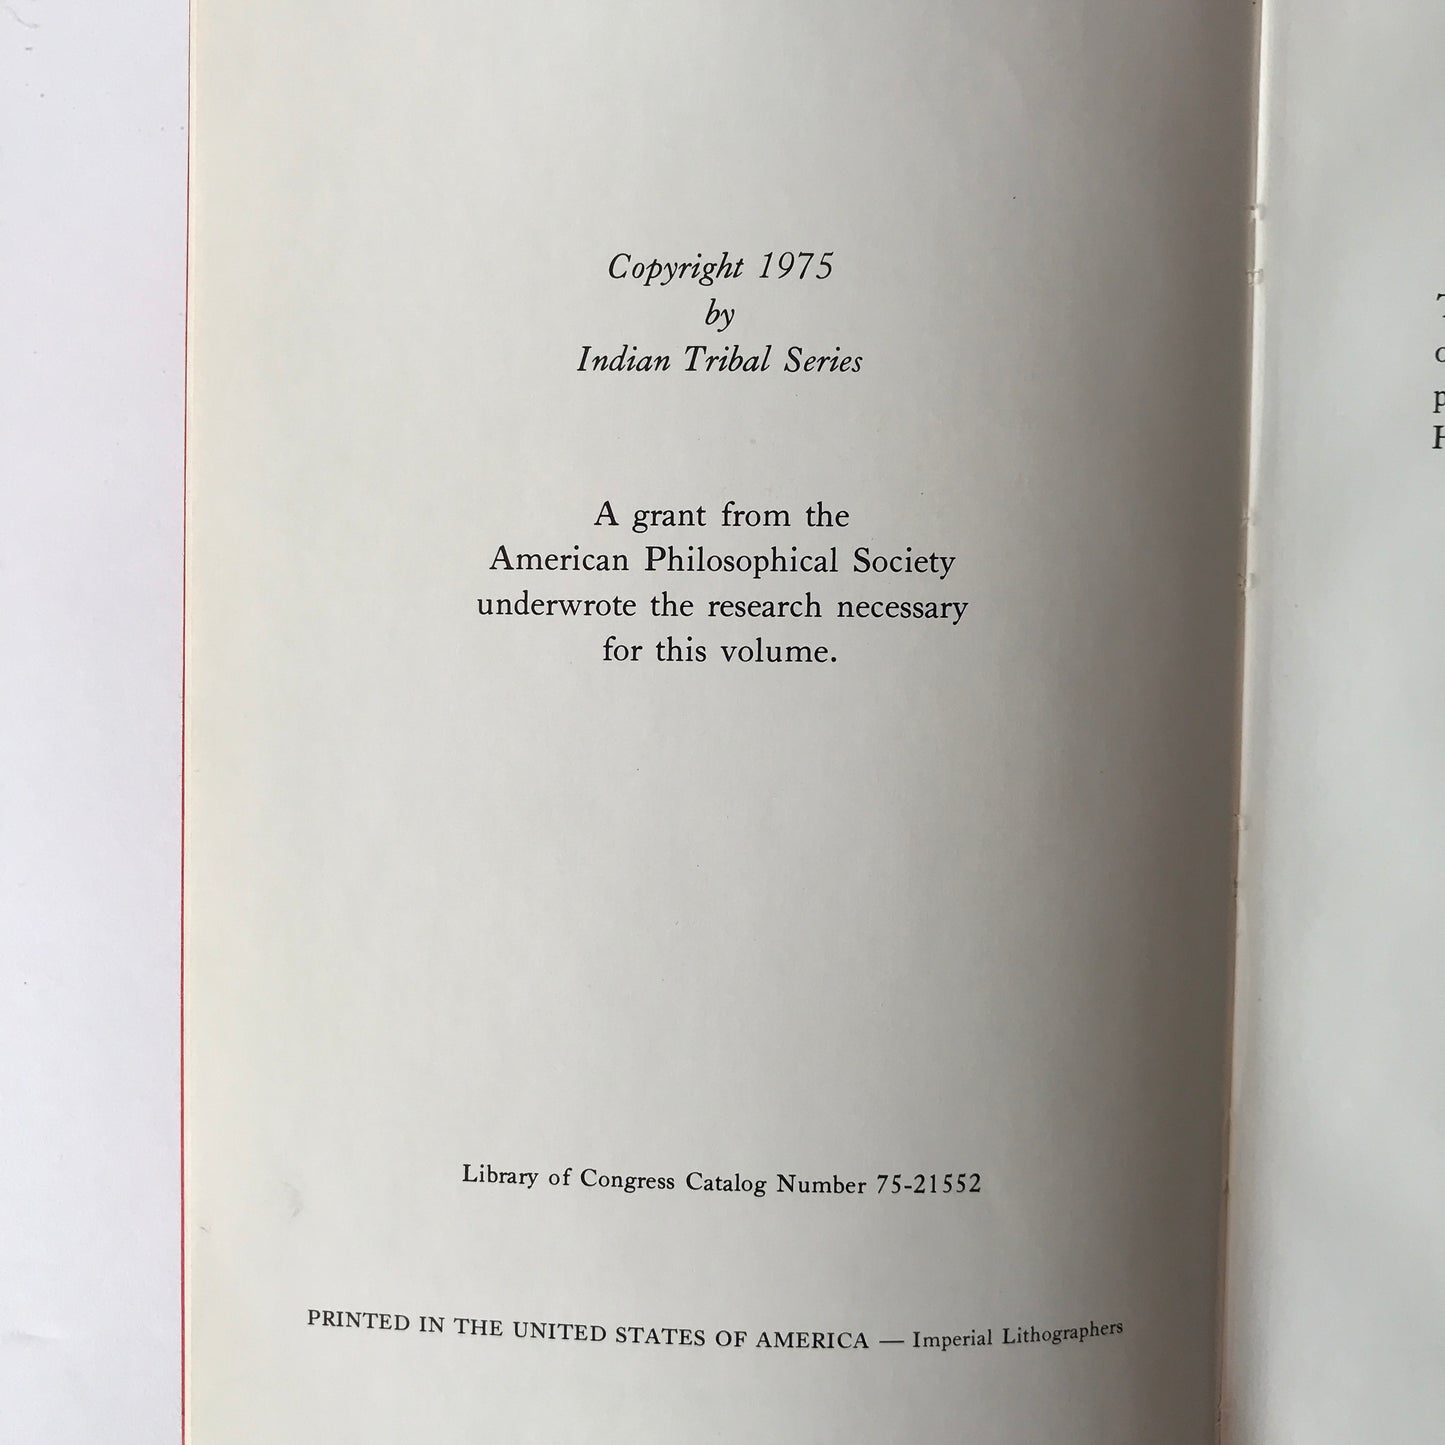 Copyright 1975
by
Indian Tribal Series
A grant from the
American Philosophical Society
underwrote the research necessary
for this volume.
Library of Congress Catalog Number 75-21552
PRINTED IN THE UNITED STATES OF AMERICA — Imperial Lithographers